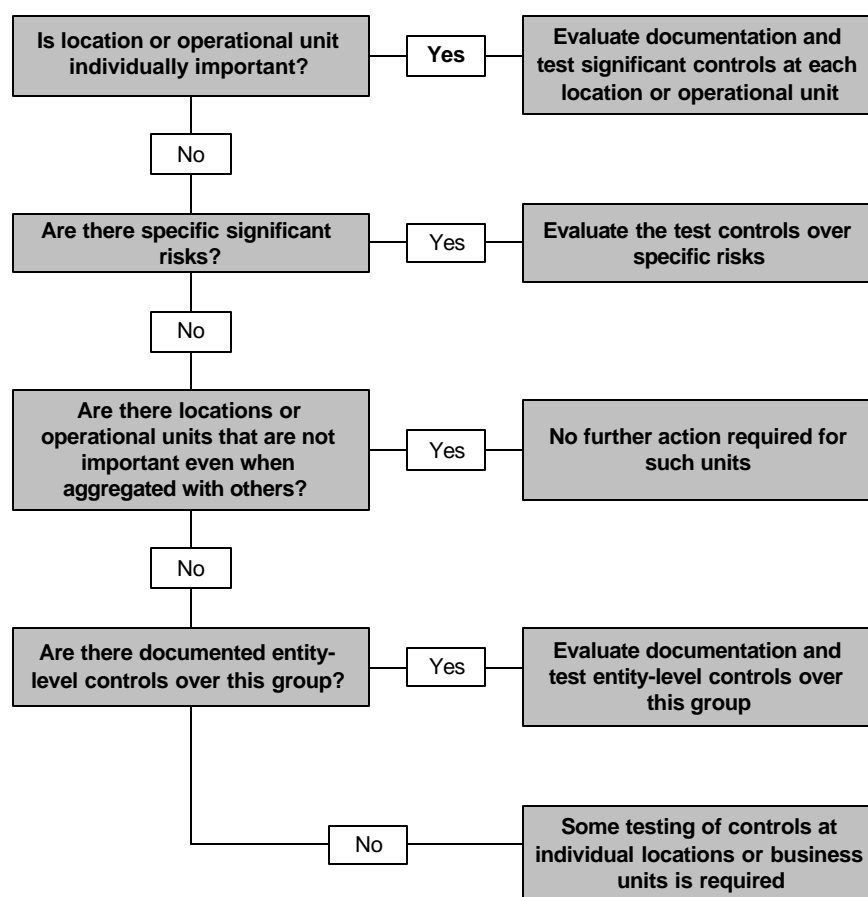 Is location or operational unit
individually important?
Yes
Evaluate documentation and
test significant controls at each
location or operational unit
No
Are there specific significant
risks?
Yes
Evaluate the test controls over
specific risks
No
Are there locations or
operational units that are not
important even when
aggregated with others?
Yes
No further action required for
such units
No
Are there documented entity-
level controls over this group?
Yes
Evaluate documentation and
test entity-level controls over
this group
No
Some testing of controls at
individual locations or business
units is required